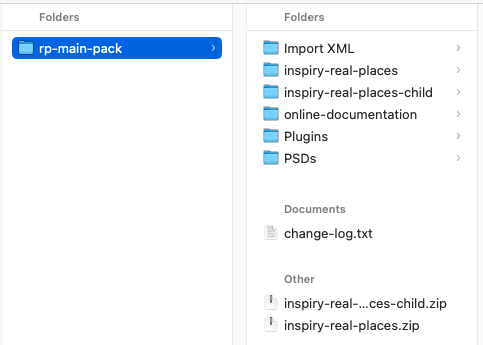 Folders
rp-main-pack
Folders
Import XML
inspiry-real-places
inspiry-real-places-child
online-documentation
Plugins
PSDs
Documents
change-log.txt
Other
inspiry-real-...ces-child.zip
inspiry-real-places.zip